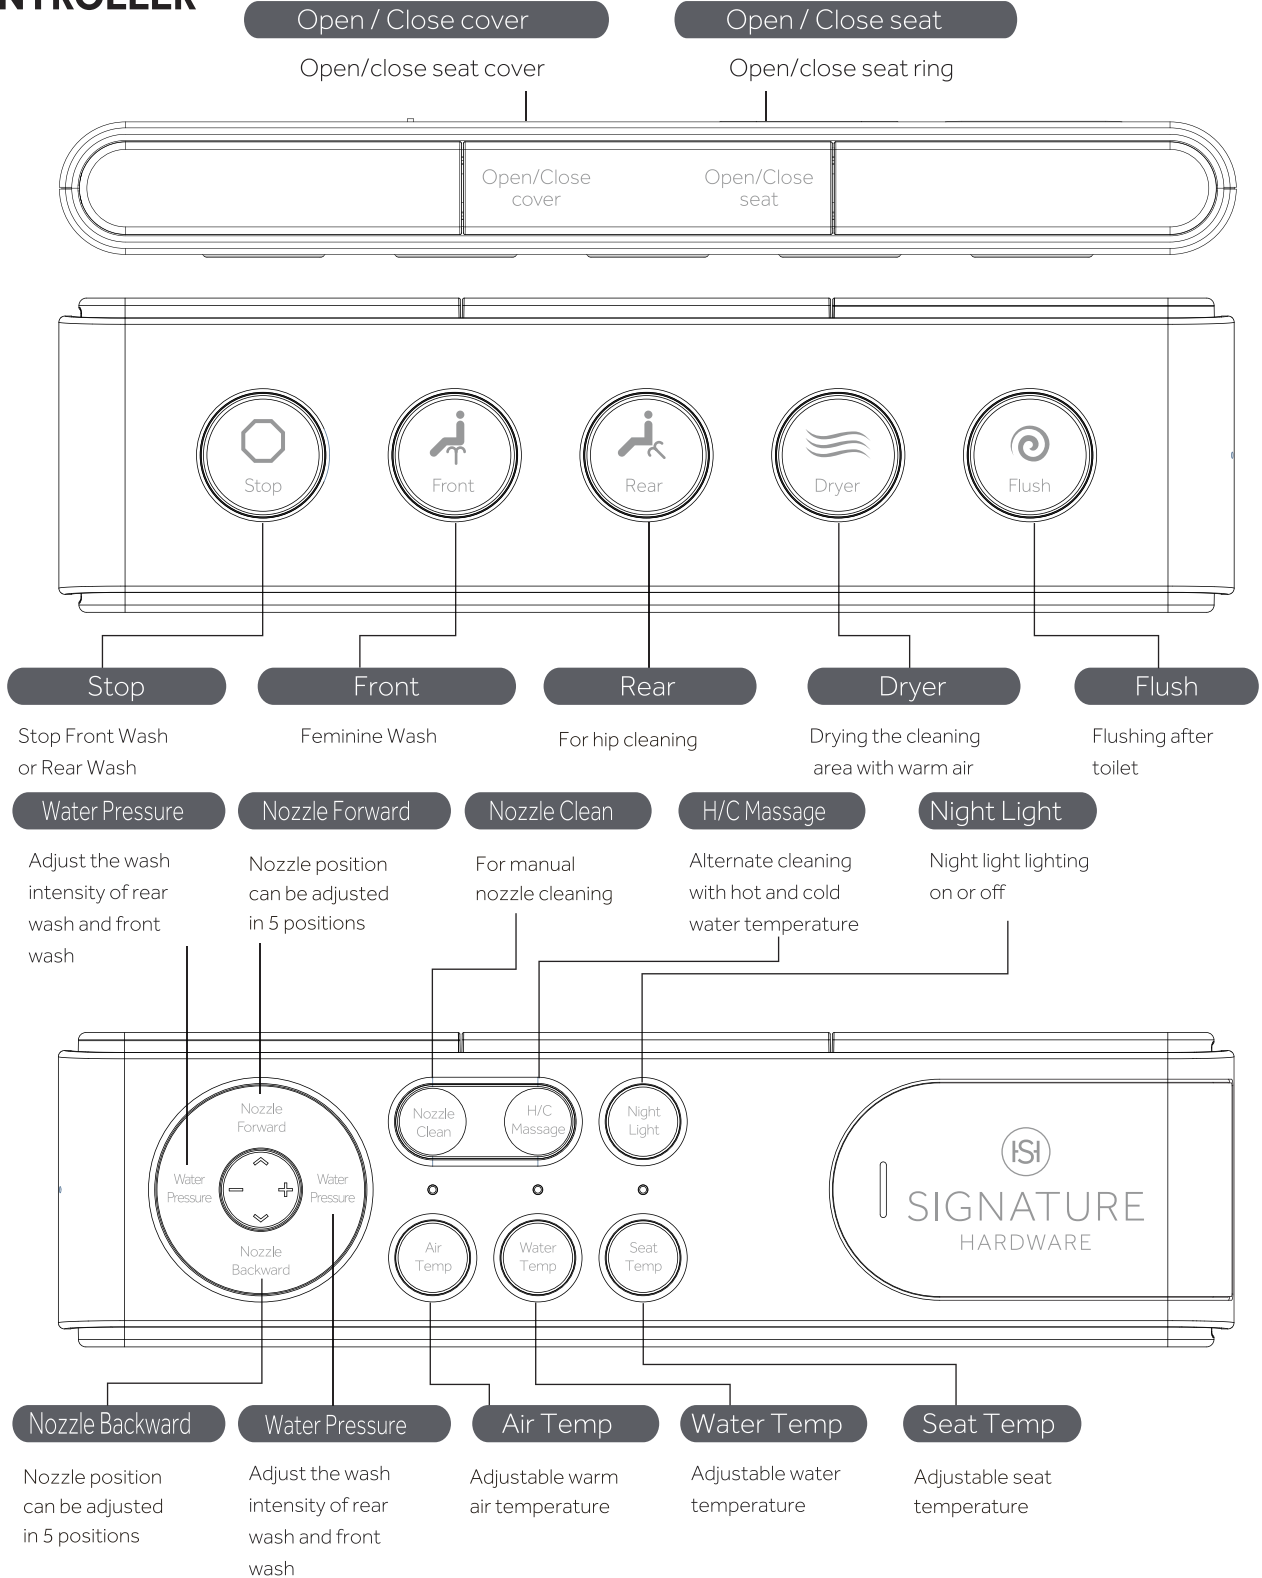 NTROLLER
Open / Close cover
Open / Close seat
Open/close seat cover
Open/close seat ring
Open/Close
cover
Open/Close
seat
Stop
Front
Rear
Dryer
Flush
Stop
Front
Rear
Dryer
Flush
Stop Front Wash
or Rear Wash
Feminine Wash
For hip cleaning
Drying the cleaning
area with warm air
Flushing after
toilet
Water Pressure
Nozzle Forward
Nozzle Clean
H/C Massage
Night Light
Adjust the wash
intensity of rear
wash and front
wash
Nozzle position
can be adjusted
in 5 positions
For manual
nozzle cleaning
Alternate cleaning
with hot and cold
water temperature
Night light lighting
on or off
Nozzle
Forward
Water
Pressure
− +
Water
Pressure
Nozzle
Backward
Nozzle
Clean
H/C
Massage
Night
Light
Air
Temp
Water
Temp
Seat
Temp
SIGNATURE
HARDWARE
Nozzle Backward
Water Pressure
Air Temp
Water Temp
Seat Temp
Nozzle position
can be adjusted
in 5 positions
Adjust the wash
intensity of rear
wash and front
wash
Adjustable warm
air temperature
Adjustable water
temperature
Adjustable seat
temperature